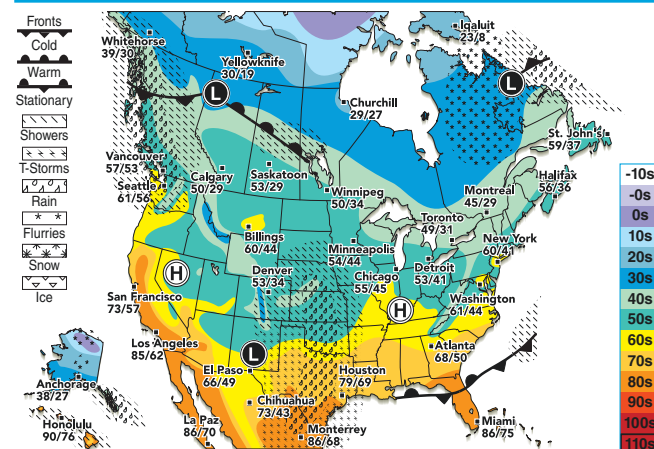 Fronts
Cold
Warm
Stationary
Showers
T-Storms
Rain
Flurries
Snow
Ice
Whitehorse
39/30
Yellowknife
30/19
Iqaluit
23/8
L
L
Churchill
29/27
St. John's
59/37
Vancouver
57/53
Seattle
61/56
Calgary
50/29
Saskatoon
53/29
Winnipeg
50/34
Montreal
45/29
Halifax
56/36
Toronto
49/31
Billings
60/44
Minneapolis
54/44
New York
60/41
Denver
53/34
Chicago
55/45
Detroit
53/41
H
H
Washington
61/44
San Francisco
73/57
Los Angeles
85/62
L
El Paso
66/49
Houston
79/69
Atlanta
68/50
Chihuahua
73/43
Anchorage
38/27
Honolulu
90/76
La Paz
86/70
Monterrey
86/68
Miami
86/75
-10s
-0s
0s
10s
20s
30s
40s
50s
60s
70s
80s
90s
100s
110s